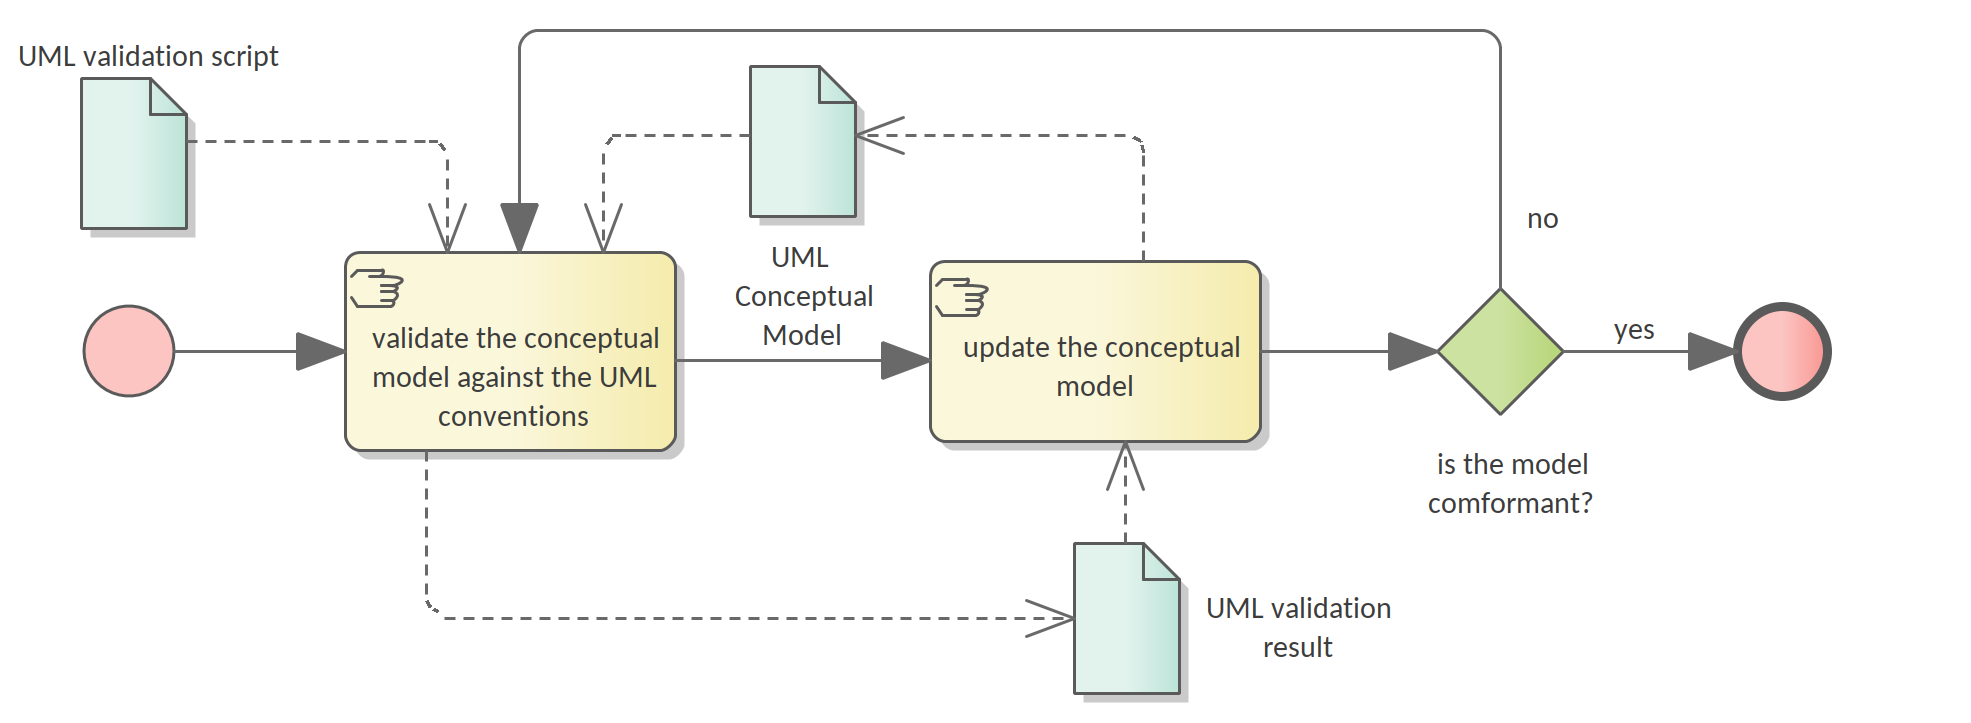 UML validation script
UML
Conceptual
Model
no
validate the conceptual
model against the UML
conventions
update the conceptual
model
yes
is the model
comformant?
UML validation
result